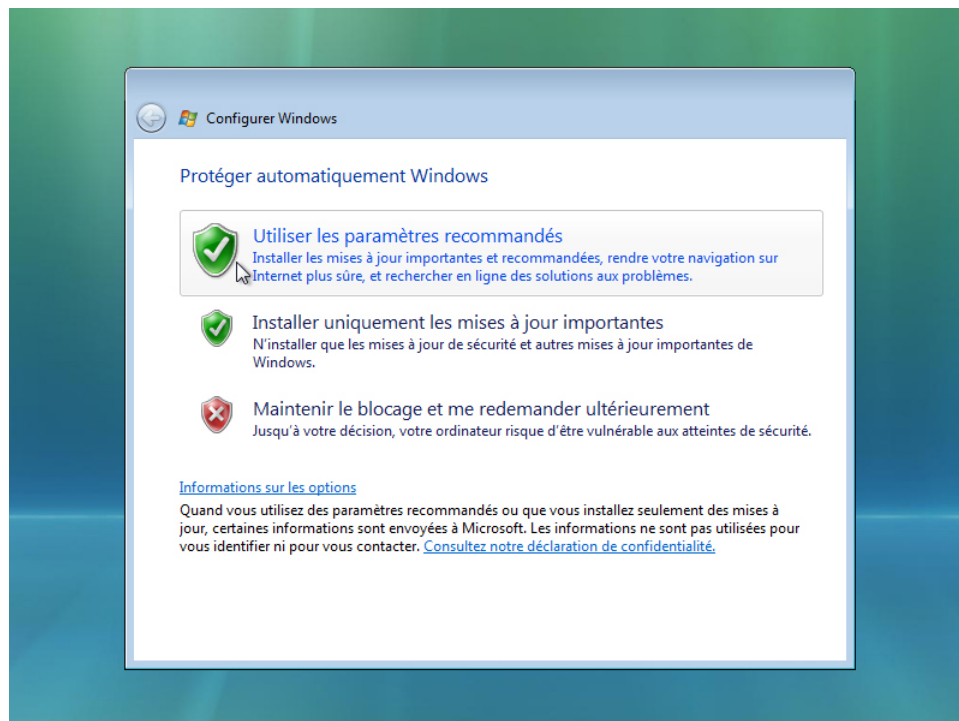 Configurer Windows
Protéger automatiquement Windows
Utiliser les paramètres recommandés
Installer les mises à jour importantes et recommandées, rendre votre navigation sur
Internet plus sûre, et rechercher en ligne des solutions aux problèmes.
Installer uniquement les mises à jour importantes
N'installer que les mises à jour de sécurité et autres mises à jour importantes de
Windows.
Maintenir le blocage et me redemander ultérieurement
Jusqu'à votre décision, votre ordinateur risque d'être vulnérable aux atteintes de sécurité.
Informations sur les options
Quand vous utilisez des paramètres recommandés ou que vous installez seulement des mises à
jour, certaines informations sont envoyées à Microsoft. Les informations ne sont pas utilisées pour
vous identifier ni pour vous contacter. Consultez notre déclaration de confidentialité.